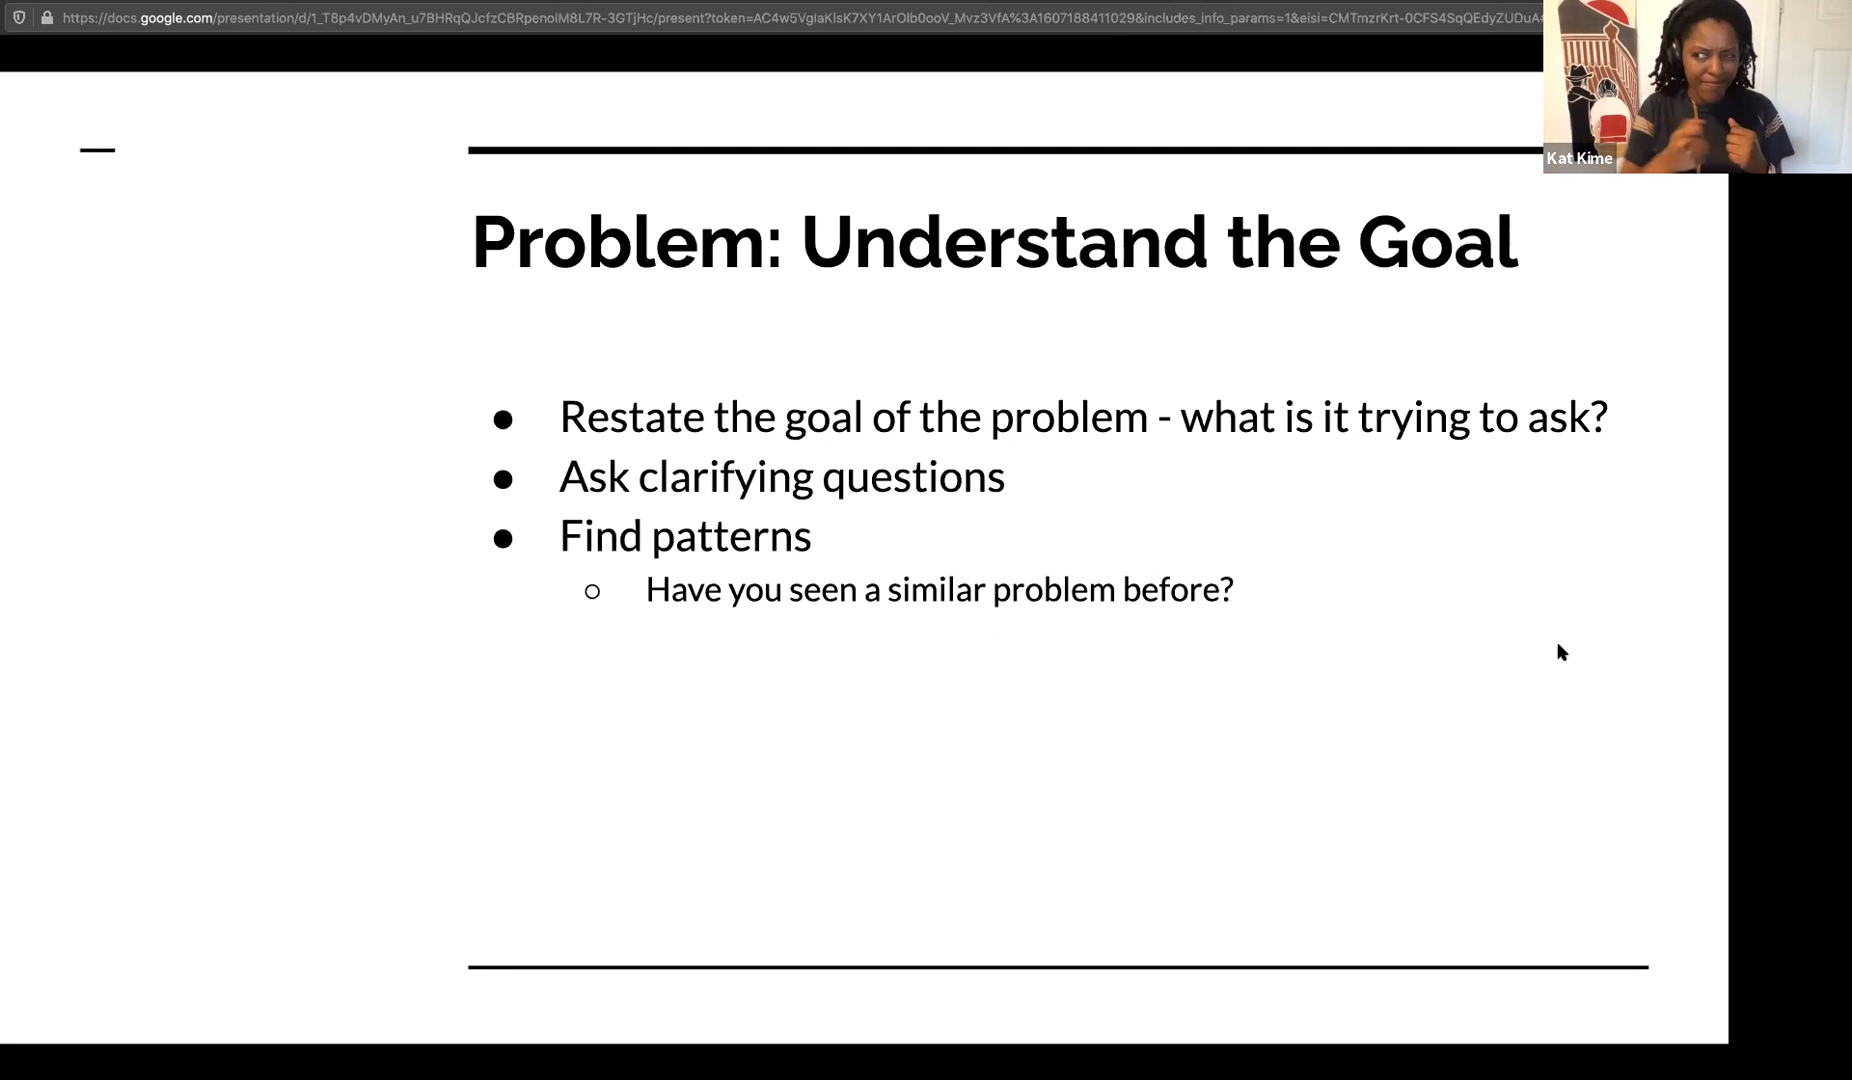 https://docs.google.com/presentation/d/1_T8p4vDMyAn_u7BHRqQJcfzCBRpenolM8L7R-3GTjHc/present?token=AC4w5VglaKlsK7XY1ArOIb0ooV_Mvz3VfA%3A1607188411029&includes_info_params=1&eisi=CMTmzrKrt-0CFS4SqQEdyZUDuA#
Kat Kime
Problem: Understand the Goal
● Restate the goal of the problem - what is it trying to ask?
● Ask clarifying questions
● Find patterns
○ Have you seen a similar problem before?